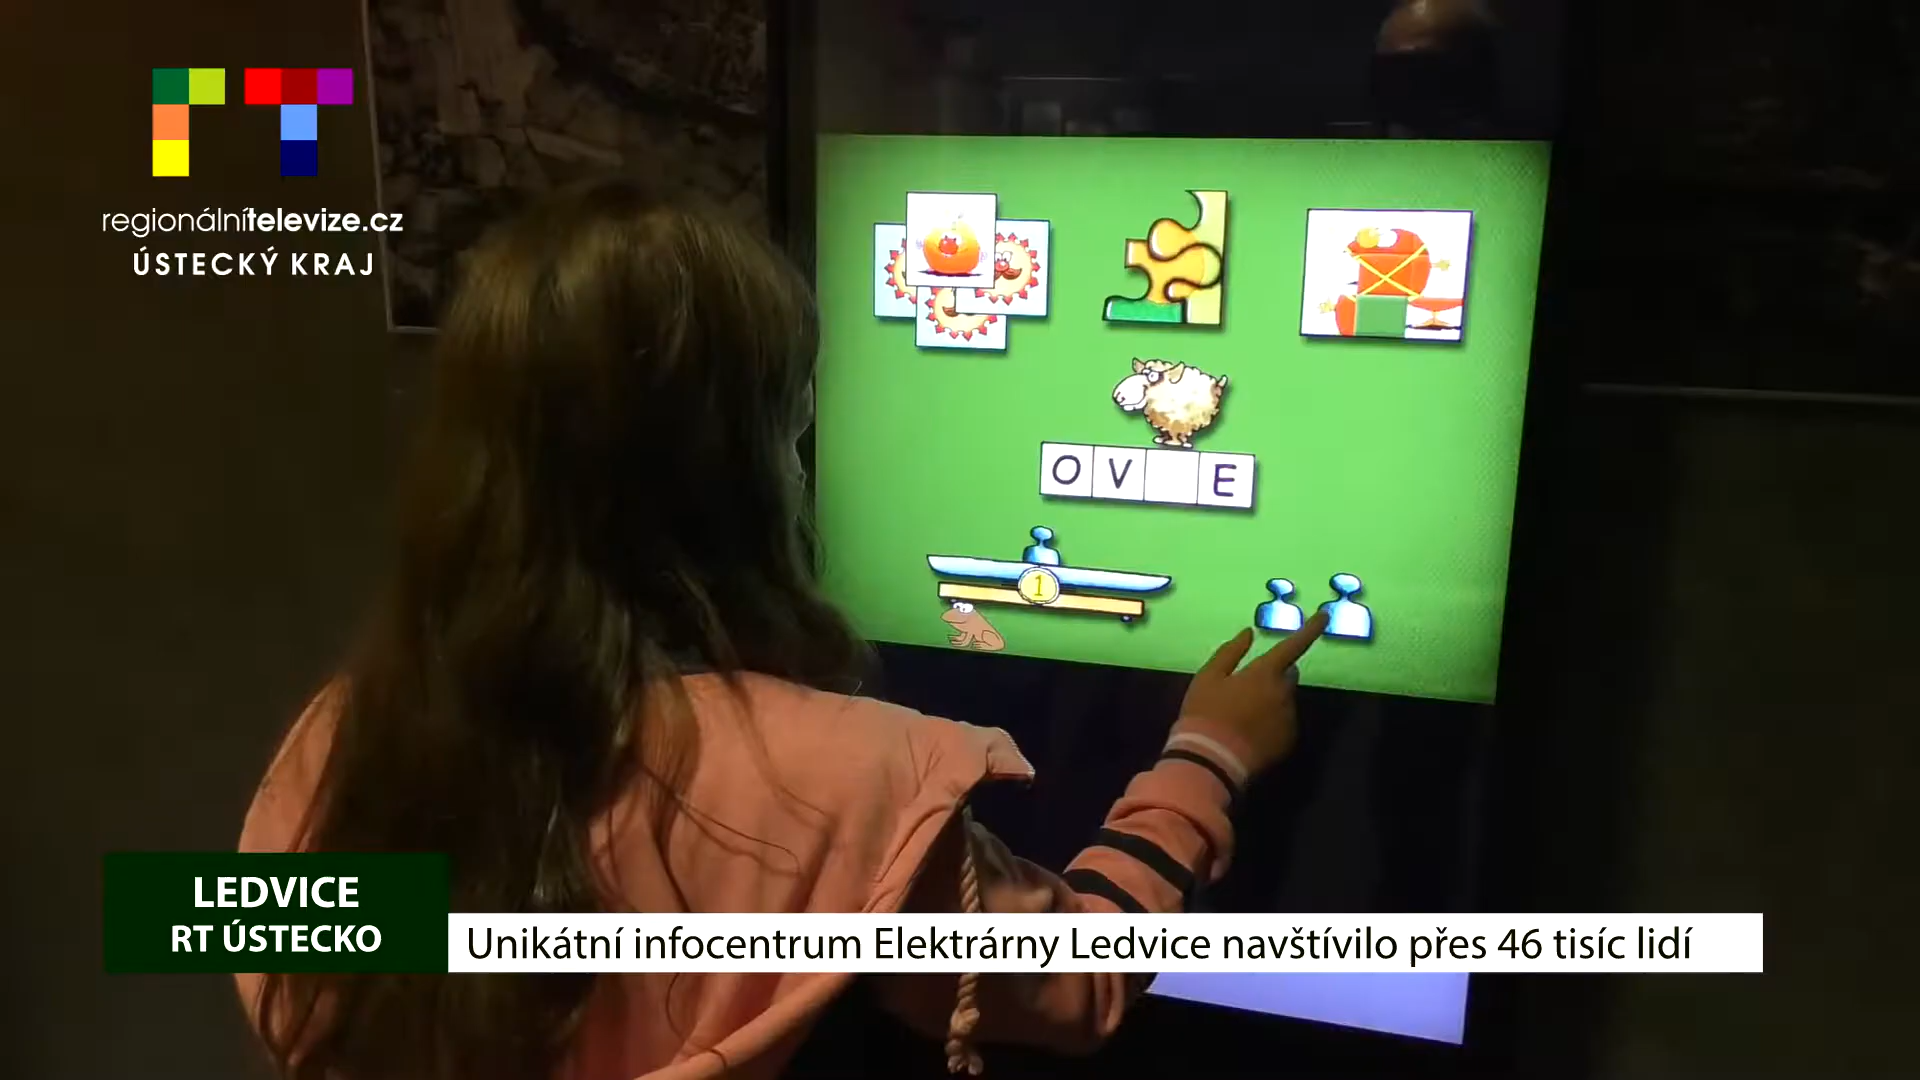 regionálnítelevize.cz
ÚSTECKÝ KRAJ
O V E
1
LEDVICE
RT ÚSTECKO
Unikátní infocentrum Elektrárny Ledvice navštívilo přes 46 tisíc lidí